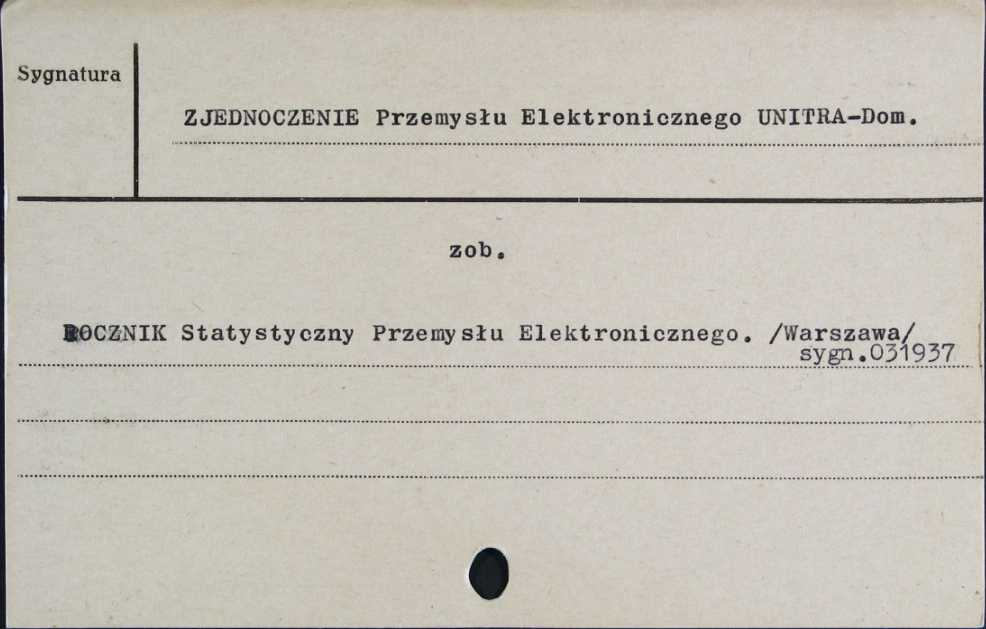 Sygnatura
ZJEDNOCZENIE Przemysłu Elektronicznego UNITRA-Dom.
zob.
ROCZNIK Statystyczny Przemysłu Elektronicznego. /Warszawa/
sygn.031937